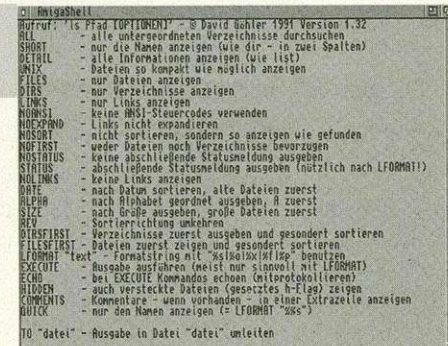 AmigaShell
Aufruf: 'ls Pfad [OPTIONEN]' - © David Göhler 1991 Version 1.32
ALL - alle untergeordneten Verzeichnisse durchsuchen
SHORT - nur die Namen anzeigen (wie dir - in zwei Spalten)
DETAIL - alle Informationen anzeigen (wie list)
UNIX - Dateien so kompakt wie möglich anzeigen
FILES - nur Dateien anzeigen
DIRS - nur Verzeichnisse anzeigen
LINKS - nur Links anzeigen
NOANSI - keine ANSI-Steuercodes verwenden
NOEXPAND - Links nicht expandieren
NOSORT - nicht sortieren, sondern so anzeigen wie gefunden
NOFIRST - weder Dateien noch Verzeichnisse bevorzugen
NOSTATUS - keine abschließende Statusmeldung ausgeben
STATUS - abschließende Statusmeldung ausgeben (nützlich nach LFORMAT!)
NOLINKS - keine Links anzeigen
DATE - nach Datum sortieren, alte Dateien zuerst
ALPHA - nach Alphabet geordnet ausgeben, A zuerst
SIZE - nach Größe ausgeben, große Dateien zuerst
REV - Sortierrichtung umkehren
DIRSFIRST - Verzeichnisse zuerst ausgeben und gesondert sortieren
FILESFIRST - Dateien zuerst zeigen und gesondert sortieren
LFORMAT "text" - Formatstring mit "%s|%o|%x|%f|%p" benutzen
EXECUTE - Ausgabe ausführen (meist nur sinnvoll mit LFORMAT)
ECHO - bei EXECUTE Kommandos echoen (mitprotokollieren)
HIDDEN - auch versteckte Dateien (gesetztes h-Flag) zeigen
COMMENTS - Kommentare - wenn vorhanden - in einer Extrazeile anzeigen
QUICK - nur den Namen anzeigen (= LFORMAT "%s")
TO "datei" - Ausgabe in Datei "datei" umleiten